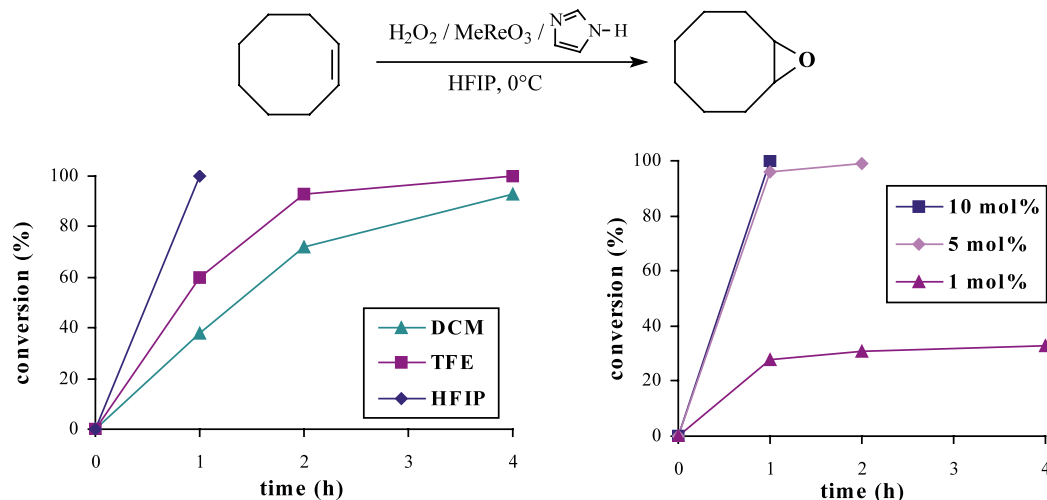 H₂O₂ / MeReO₃ /
N
N
H
HFIP, 0°C
O
conversion (%)
100
80
60
40
20
0
0
1
2
3
4
time (h)
DCM
TFE
HFIP
conversion (%)
100
80
60
40
20
0
0
1
2
3
4
time (h)
10 mol%
5 mol%
1 mol%